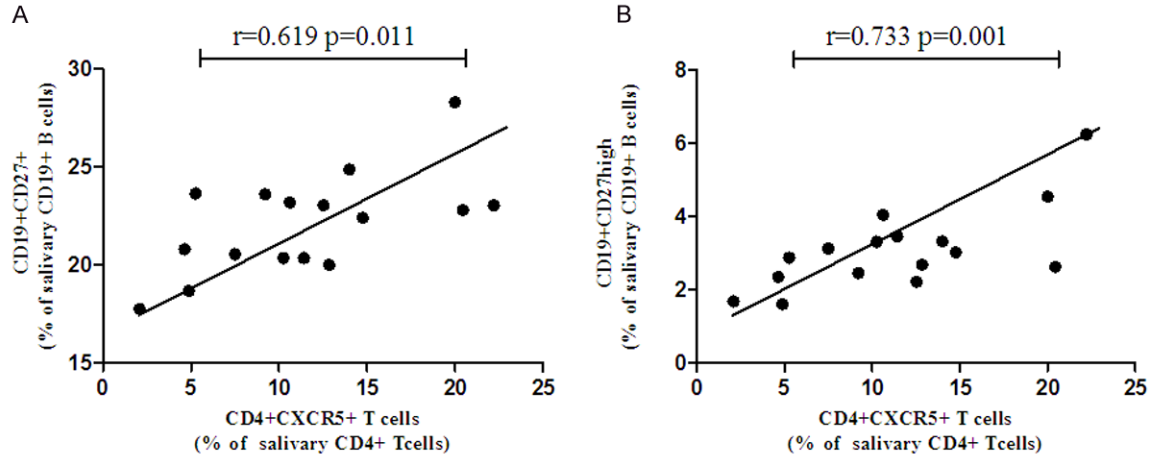 A
r=0.619 p=0.011
30
25
20
15
0
5
10
15
20
25
CD19+CD27+
(% of salivary CD19+ B cells)
CD4+CXCR5+ T cells
(% of salivary CD4+ Tcells)
B
r=0.733 p=0.001
8
6
4
2
0
0
5
10
15
20
25
CD19+CD27high
(% of salivary CD19+ B cells)
CD4+CXCR5+ T cells
(% of salivary CD4+ Tcells)